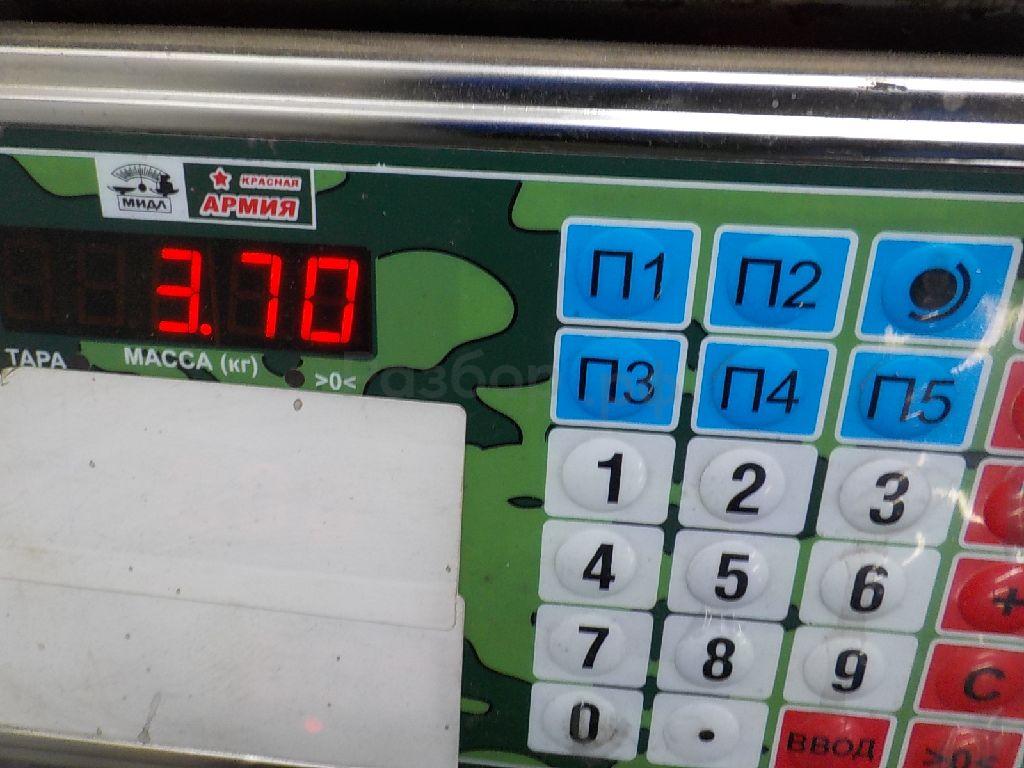 МИДЛ
КРАСНАЯ
АРМИЯ
3.70
ТАРА МАССА (кг) >0<
П1 П2
П3 П4 П5
1 2 3
4 5 6 +
7 8 9 C
0 . ВВОД >0<